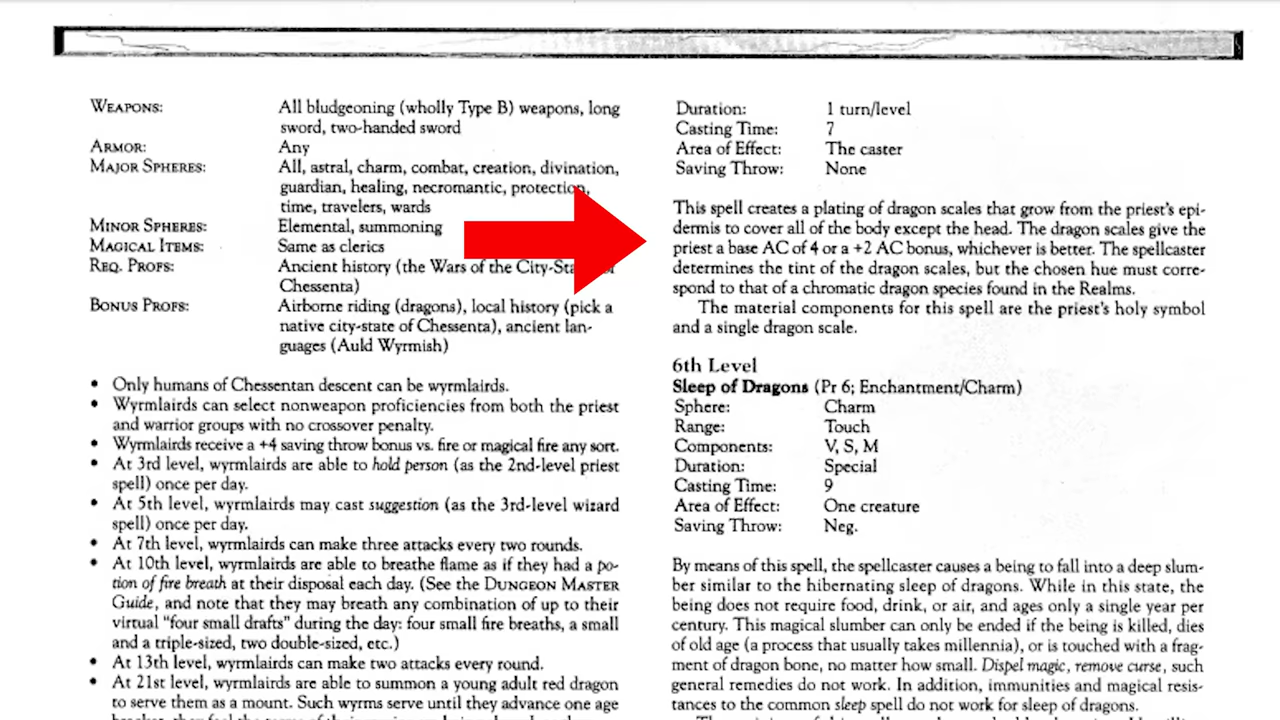 WEAPONS: All bludgeoning (wholly Type B) weapons, long
sword, two-handed sword
ARMOR: Any
MAJOR SPHERES: All, astral, charm, combat, creation, divination,
guardian, healing, necromantic, protection,
time, travelers, wards
MINOR SPHERES: Elemental, summoning
MAGICAL ITEMS: Same as clerics
REQ. PROFS: Ancient history (the Wars of the
Chessenta)
BONUS PROFS: Airborne riding (dragons), local history (pick a
native city-state of Chessenta), ancient lan-
guages (Auld Wyrmish)
• Only humans of Chessentan descent can be wyrmlairds.
• Wyrmlairds can select nonweapon proficiencies from both the priest
and warrior groups with no crossover penalty.
• Wyrmlairds receive a +4 saving throw bonus vs. fire or magical fire any sort.
• At 3rd level, wyrmlairds are able to hold person (as the 2nd-level priest
spell) once per day.
• At 5th level, wyrmlairds may cast suggestion (as the 3rd-level wizard
spell) once per day.
• At 7th level, wyrmlairds can make three attacks every two rounds.
• At 10th level, wyrmlairds are able to breathe flame as if they had a po-
tion of fire breath at their disposal each day. (See the DUNGEON MASTER
Guide, and note that they may breath any combination of up to their
virtual "four small drafts" during the day: four small fire breaths, a small
and a triple-sized, two double-sized, etc.)
• At 13th level, wyrmlairds can make two attacks every round.
• At 21st level, wyrmlairds are able to summon a young adult red dragon
to serve them as a mount. Such wyrms serve until they advance one age
Duration: 1 turn/level
Casting Time: 7
Area of Effect: The caster
Saving Throw: None
This spell creates a plating of dragon scales that grow from the priest's epi-
dermis to cover all of the body except the head. The dragon scales give the
priest a base AC of 4 or a +2 AC bonus, whichever is better. The spellcaster
determines the tint of the dragon scales, but the chosen hue must corre-
spond to that of a chromatic dragon species found in the Realms.
The material components for this spell are the priest's holy symbol
and a single dragon scale.
6th Level
Sleep of Dragons (Pr 6; Enchantment/Charm)
Sphere: Charm
Range: Touch
Components: V, S, M
Duration: Special
Casting Time: 9
Area of Effect: One creature
Saving Throw: Neg.
By means of this spell, the spellcaster causes a being to fall into a deep slum-
ber similar to the hibernating sleep of dragons. While in this state, the
being does not require food, drink, or air, and ages only a single year per
century. This magical slumber can only be ended if the being is killed, dies
of old age (a process that usually takes millennia), or is touched with a frag-
ment of dragon bone, no matter how small. Dispel magic, remove curse, such
general remedies do not work. In addition, immunities and magical resis-
tances to the common sleep spell do not work for sleep of dragons.